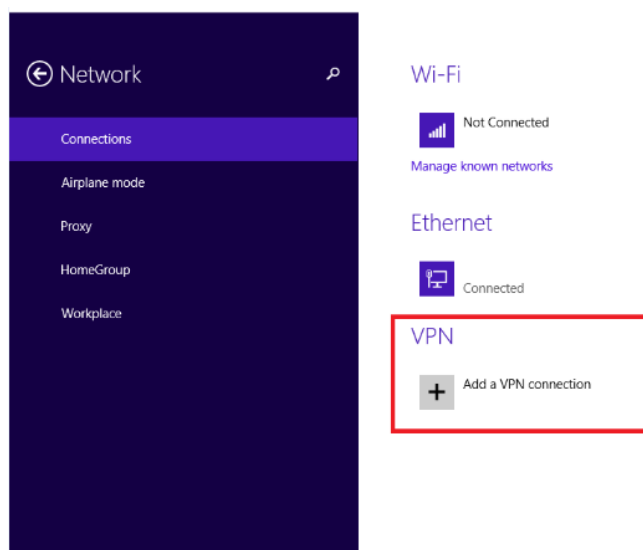 Network
Connections
Airplane mode
Proxy
HomeGroup
Workplace
Wi-Fi
Not Connected
Manage known networks
Ethernet
Connected
VPN
Add a VPN connection